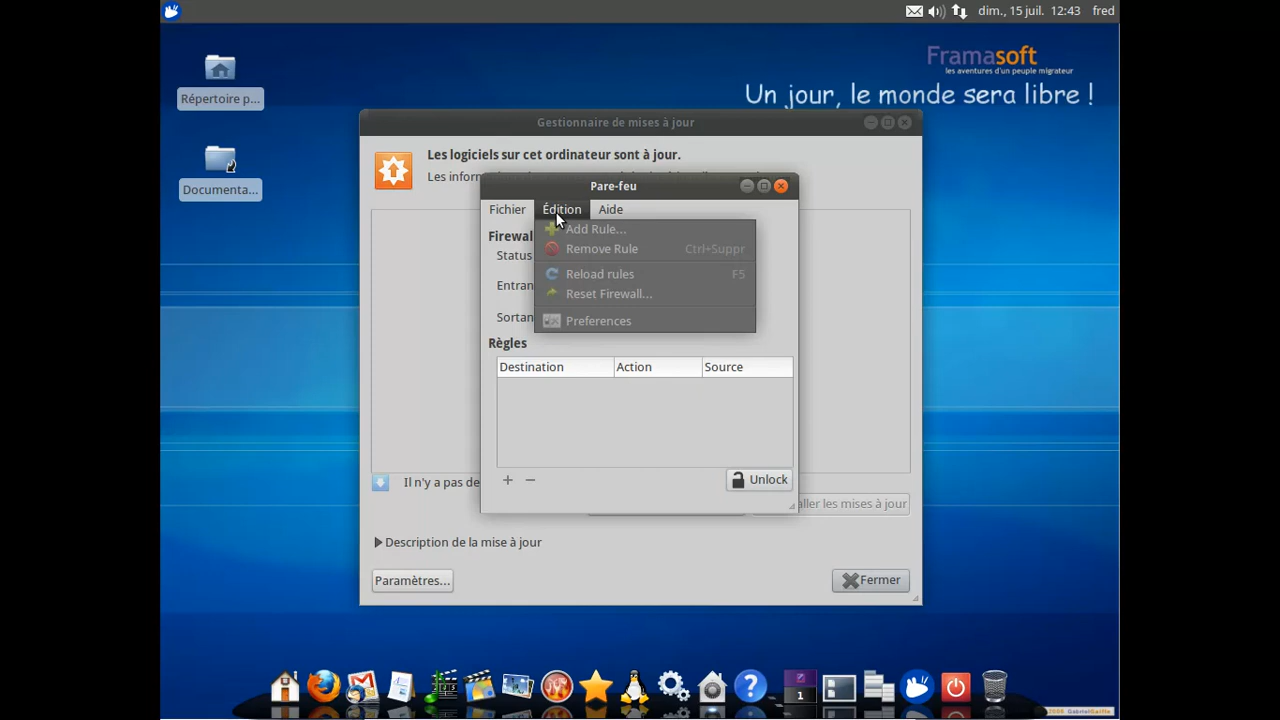 dim., 15 juil. 12:43 fred
Framasoft
les aventures d'un peuple migrateur
Un jour, le monde sera libre !
Répertoire p...
Documenta...
Gestionnaire de mises à jour
Les logiciels sur cet ordinateur sont à jour.
Les
Pare-feu
Fichier Édition Aide
Add Rule...
Remove Rule Ctrl+Suppr
Reload rules F5
Reset Firewall...
Preferences
Firewal
Status
Entran
Sortan
Règles
Destination Action Source
Unlock
Il n'y a pas de
aller les mises à jour
Description de la mise à jour
Paramètres...
Fermer
1